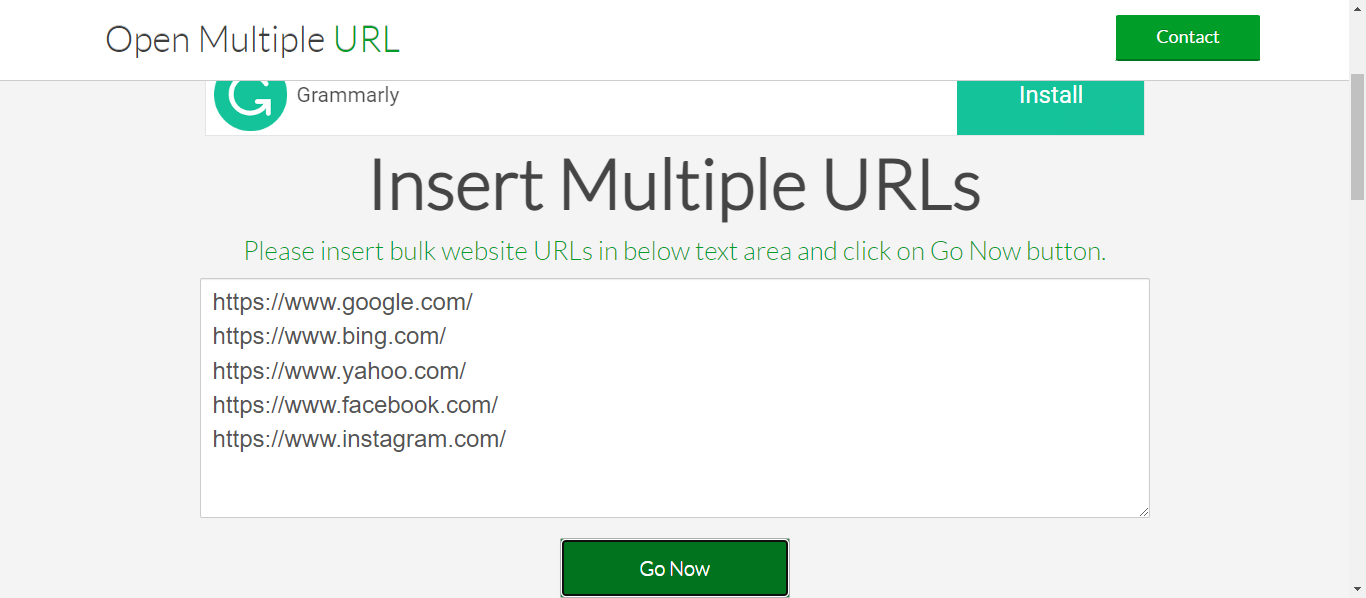 Open Multiple URL
Contact
Grammarly
Install
Insert Multiple URLs
Please insert bulk website URLs in below text area and click on Go Now button.
https://www.google.com/
https://www.bing.com/
https://www.yahoo.com/
https://www.facebook.com/
https://www.instagram.com/
Go Now